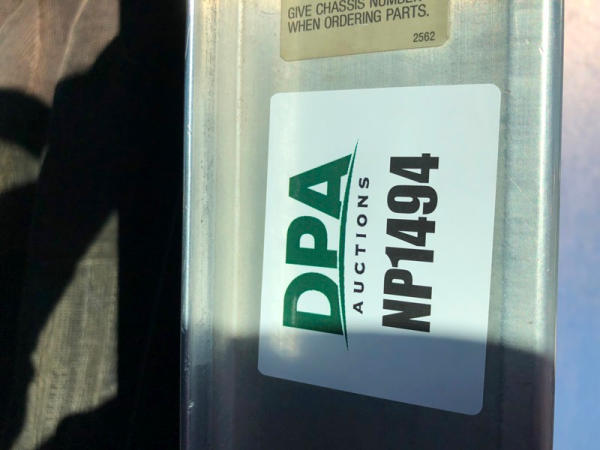 GIVE CHASSIS NUMBER
WHEN ORDERING PARTS.
2562
DPA
AUCTIONS
NP1494